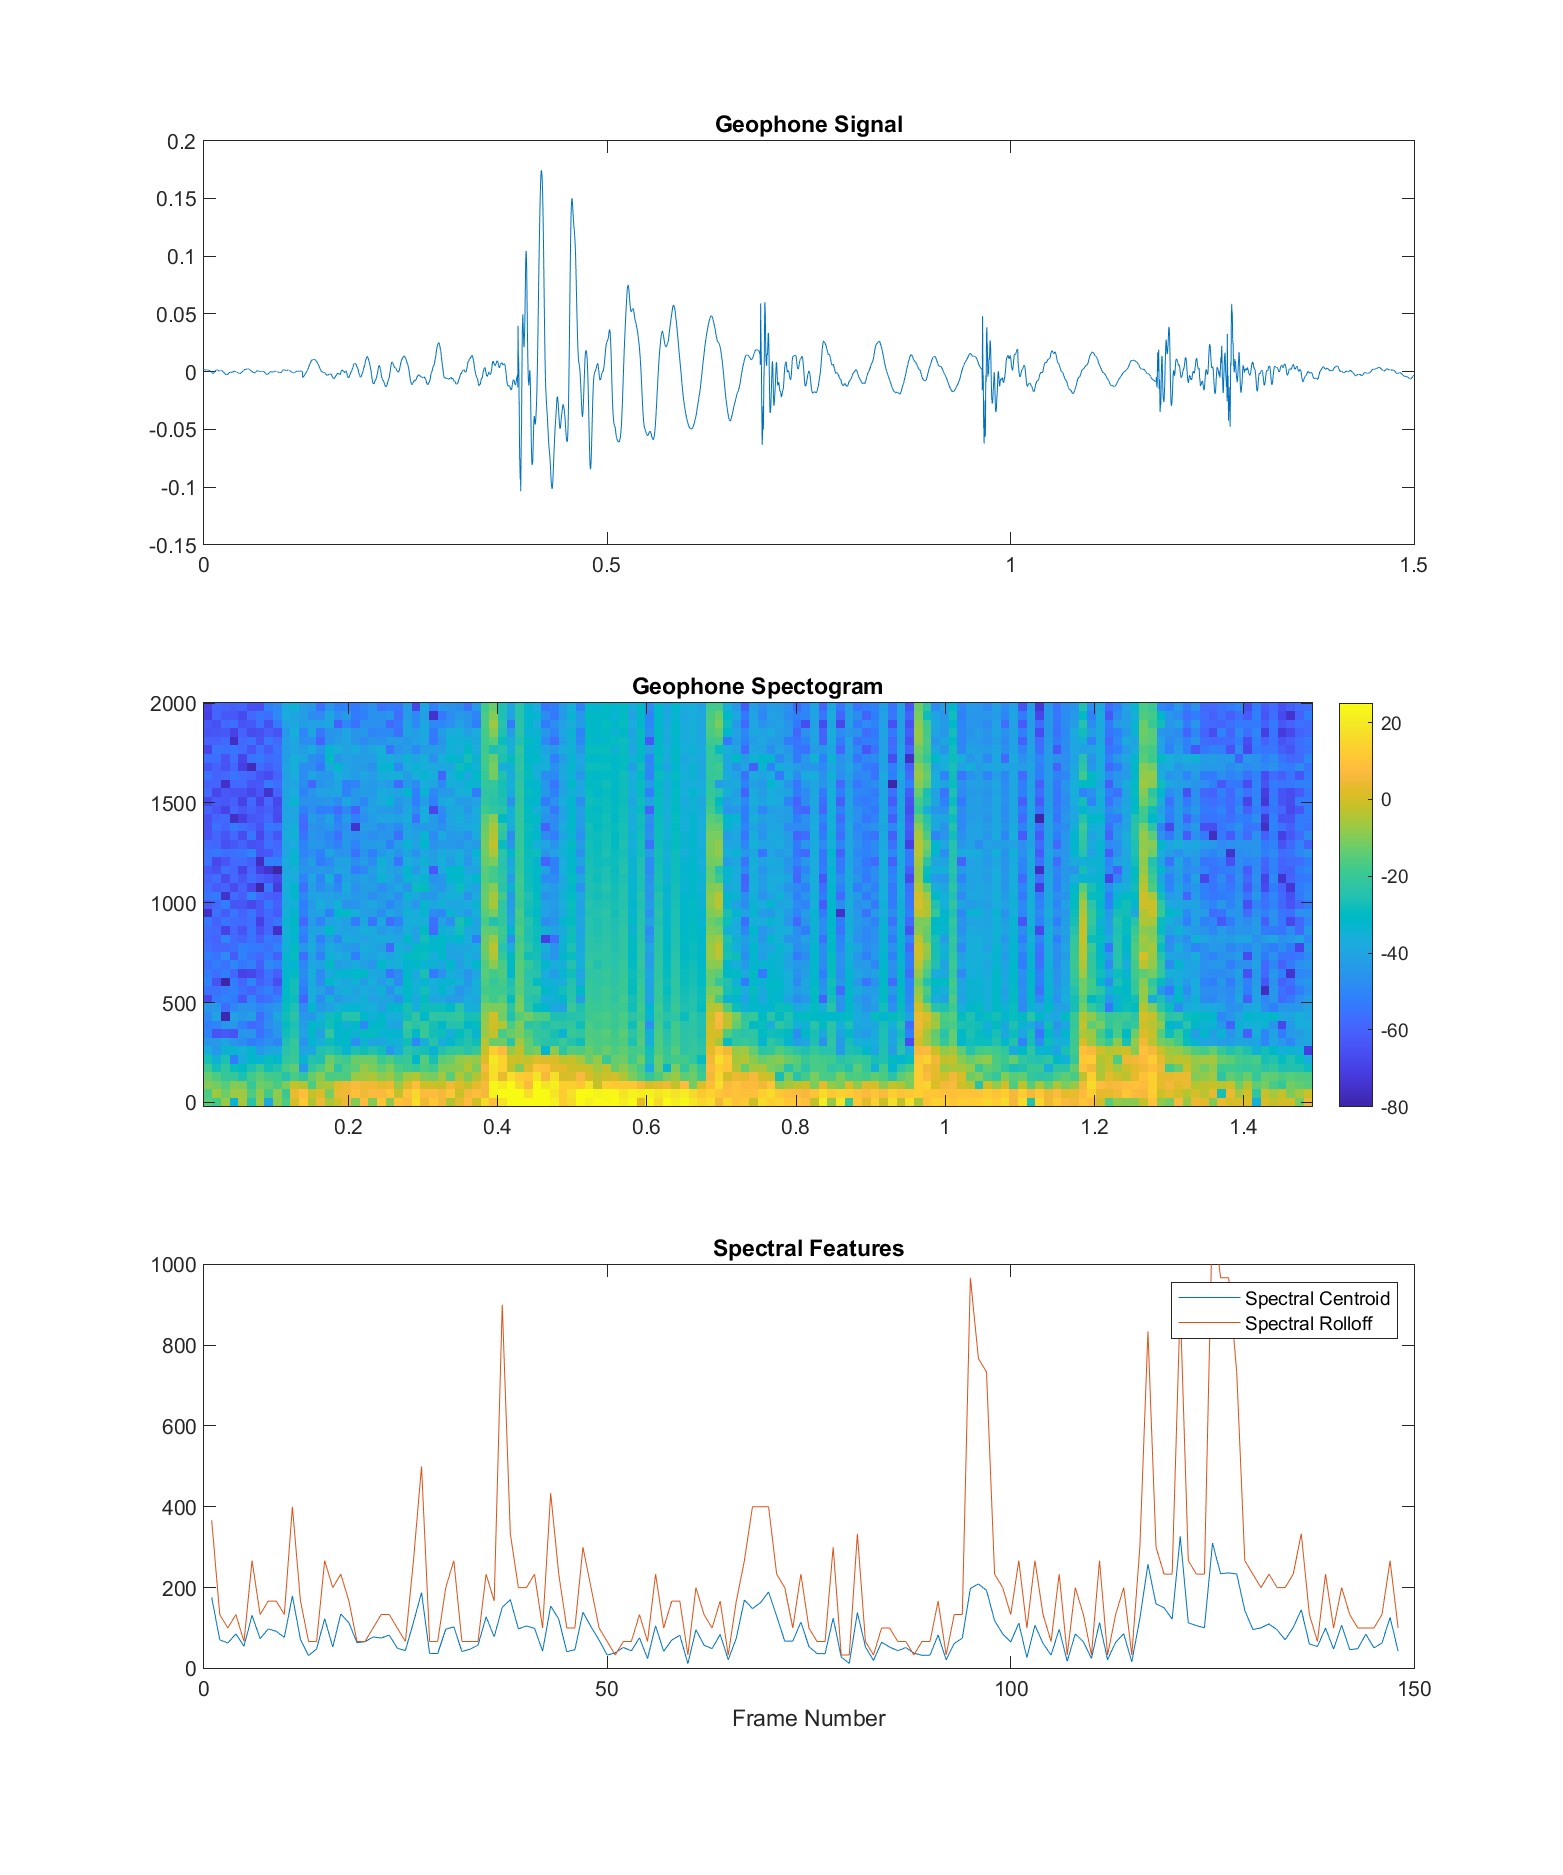 Geophone Signal
0.2
0.15
0.1
0.05
0
-0.05
-0.1
-0.15
0 0.5 1 1.5
Geophone Spectogram
2000
1500
1000
500
0
0.2 0.4 0.6 0.8 1 1.2 1.4
20
0
-20
-40
-60
-80
Spectral Features
1000
800
600
400
200
0
0 50 100 150
Frame Number
Spectral Centroid
Spectral Rolloff